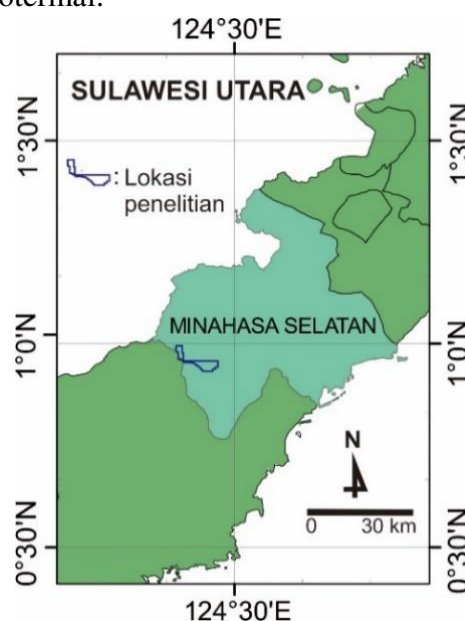 124°30'E
SULAWESI UTARA
1°30'N
1°30'N
: Lokasi
penelitian
MINAHASA SELATAN
1°0'N
1°0'N
N
0 30 km
0°30'N
0°30'N
124°30'E